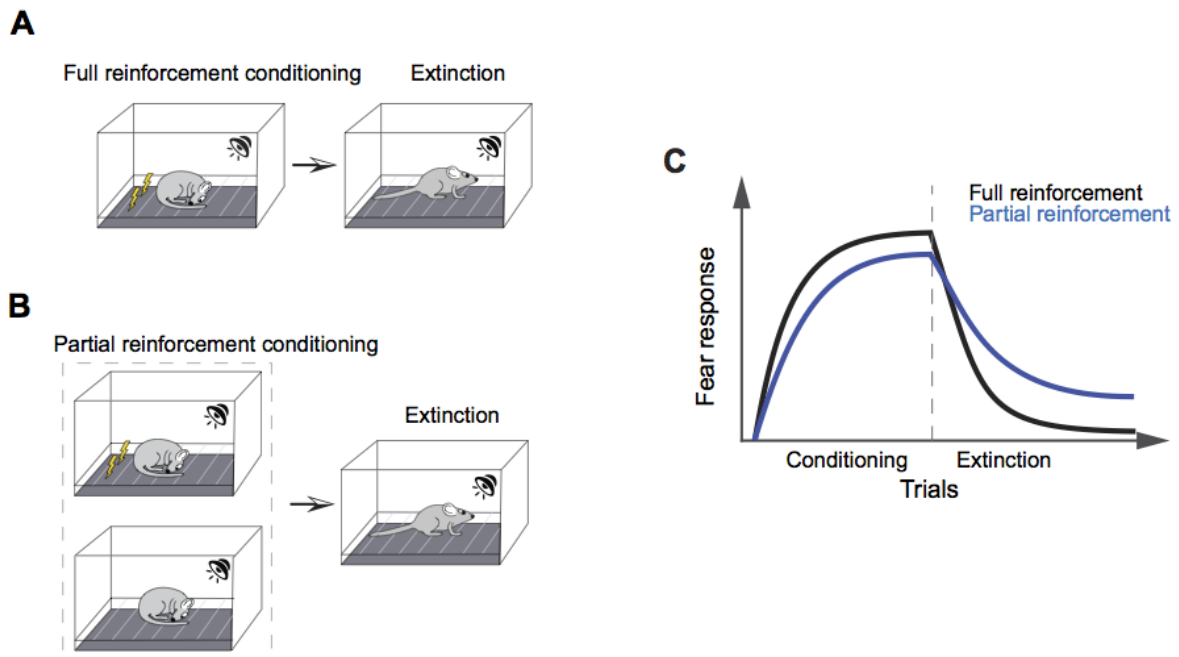 A
Full reinforcement conditioning
Extinction
B
Partial reinforcement conditioning
Extinction
C
Full reinforcement
Partial reinforcement
Fear response
Conditioning
Extinction
Trials